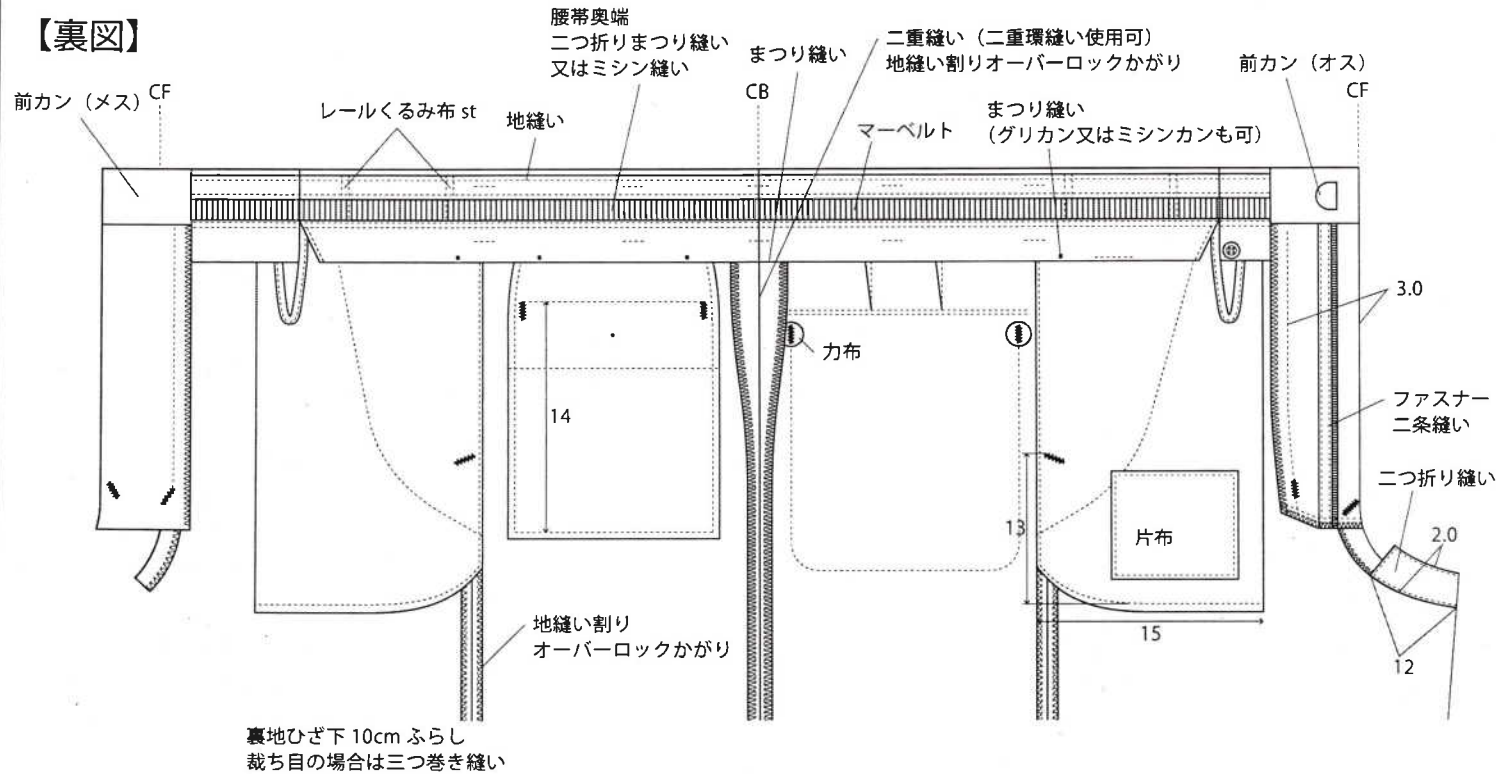 【裏図】
腰帯奥端
二つ折りまつり縫い
又はミシン縫い
まつり縫い
二重縫い（二重環縫い使用可）
地縫い割りオーバーロックかがり
前カン（オス）
CF
前カン（メス）
CF
レールくるみ布 st
地縫い
CB
マーベルト
まつり縫い
（グリカン又はミシンカンも可）
3.0
力布
ファスナー
二条縫い
14
二つ折り縫い
13
片布
2.0
地縫い割り
オーバーロックかがり
15
12
裏地ひざ下 10cm ふらし
裁ち目の場合は三つ巻き縫い